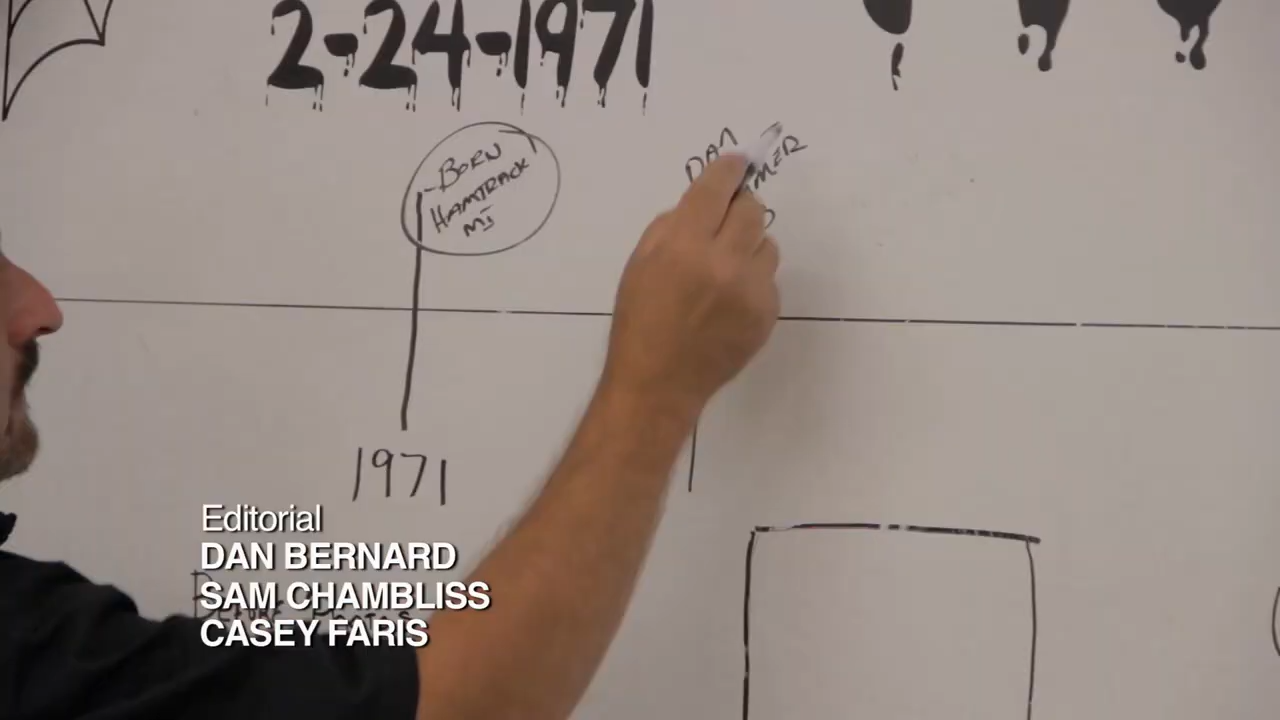 2-24-1971
-BORN
HAMTRACK
MI
1971
Editorial
DAN BERNARD
SAM CHAMBLISS
CASEY FARIS